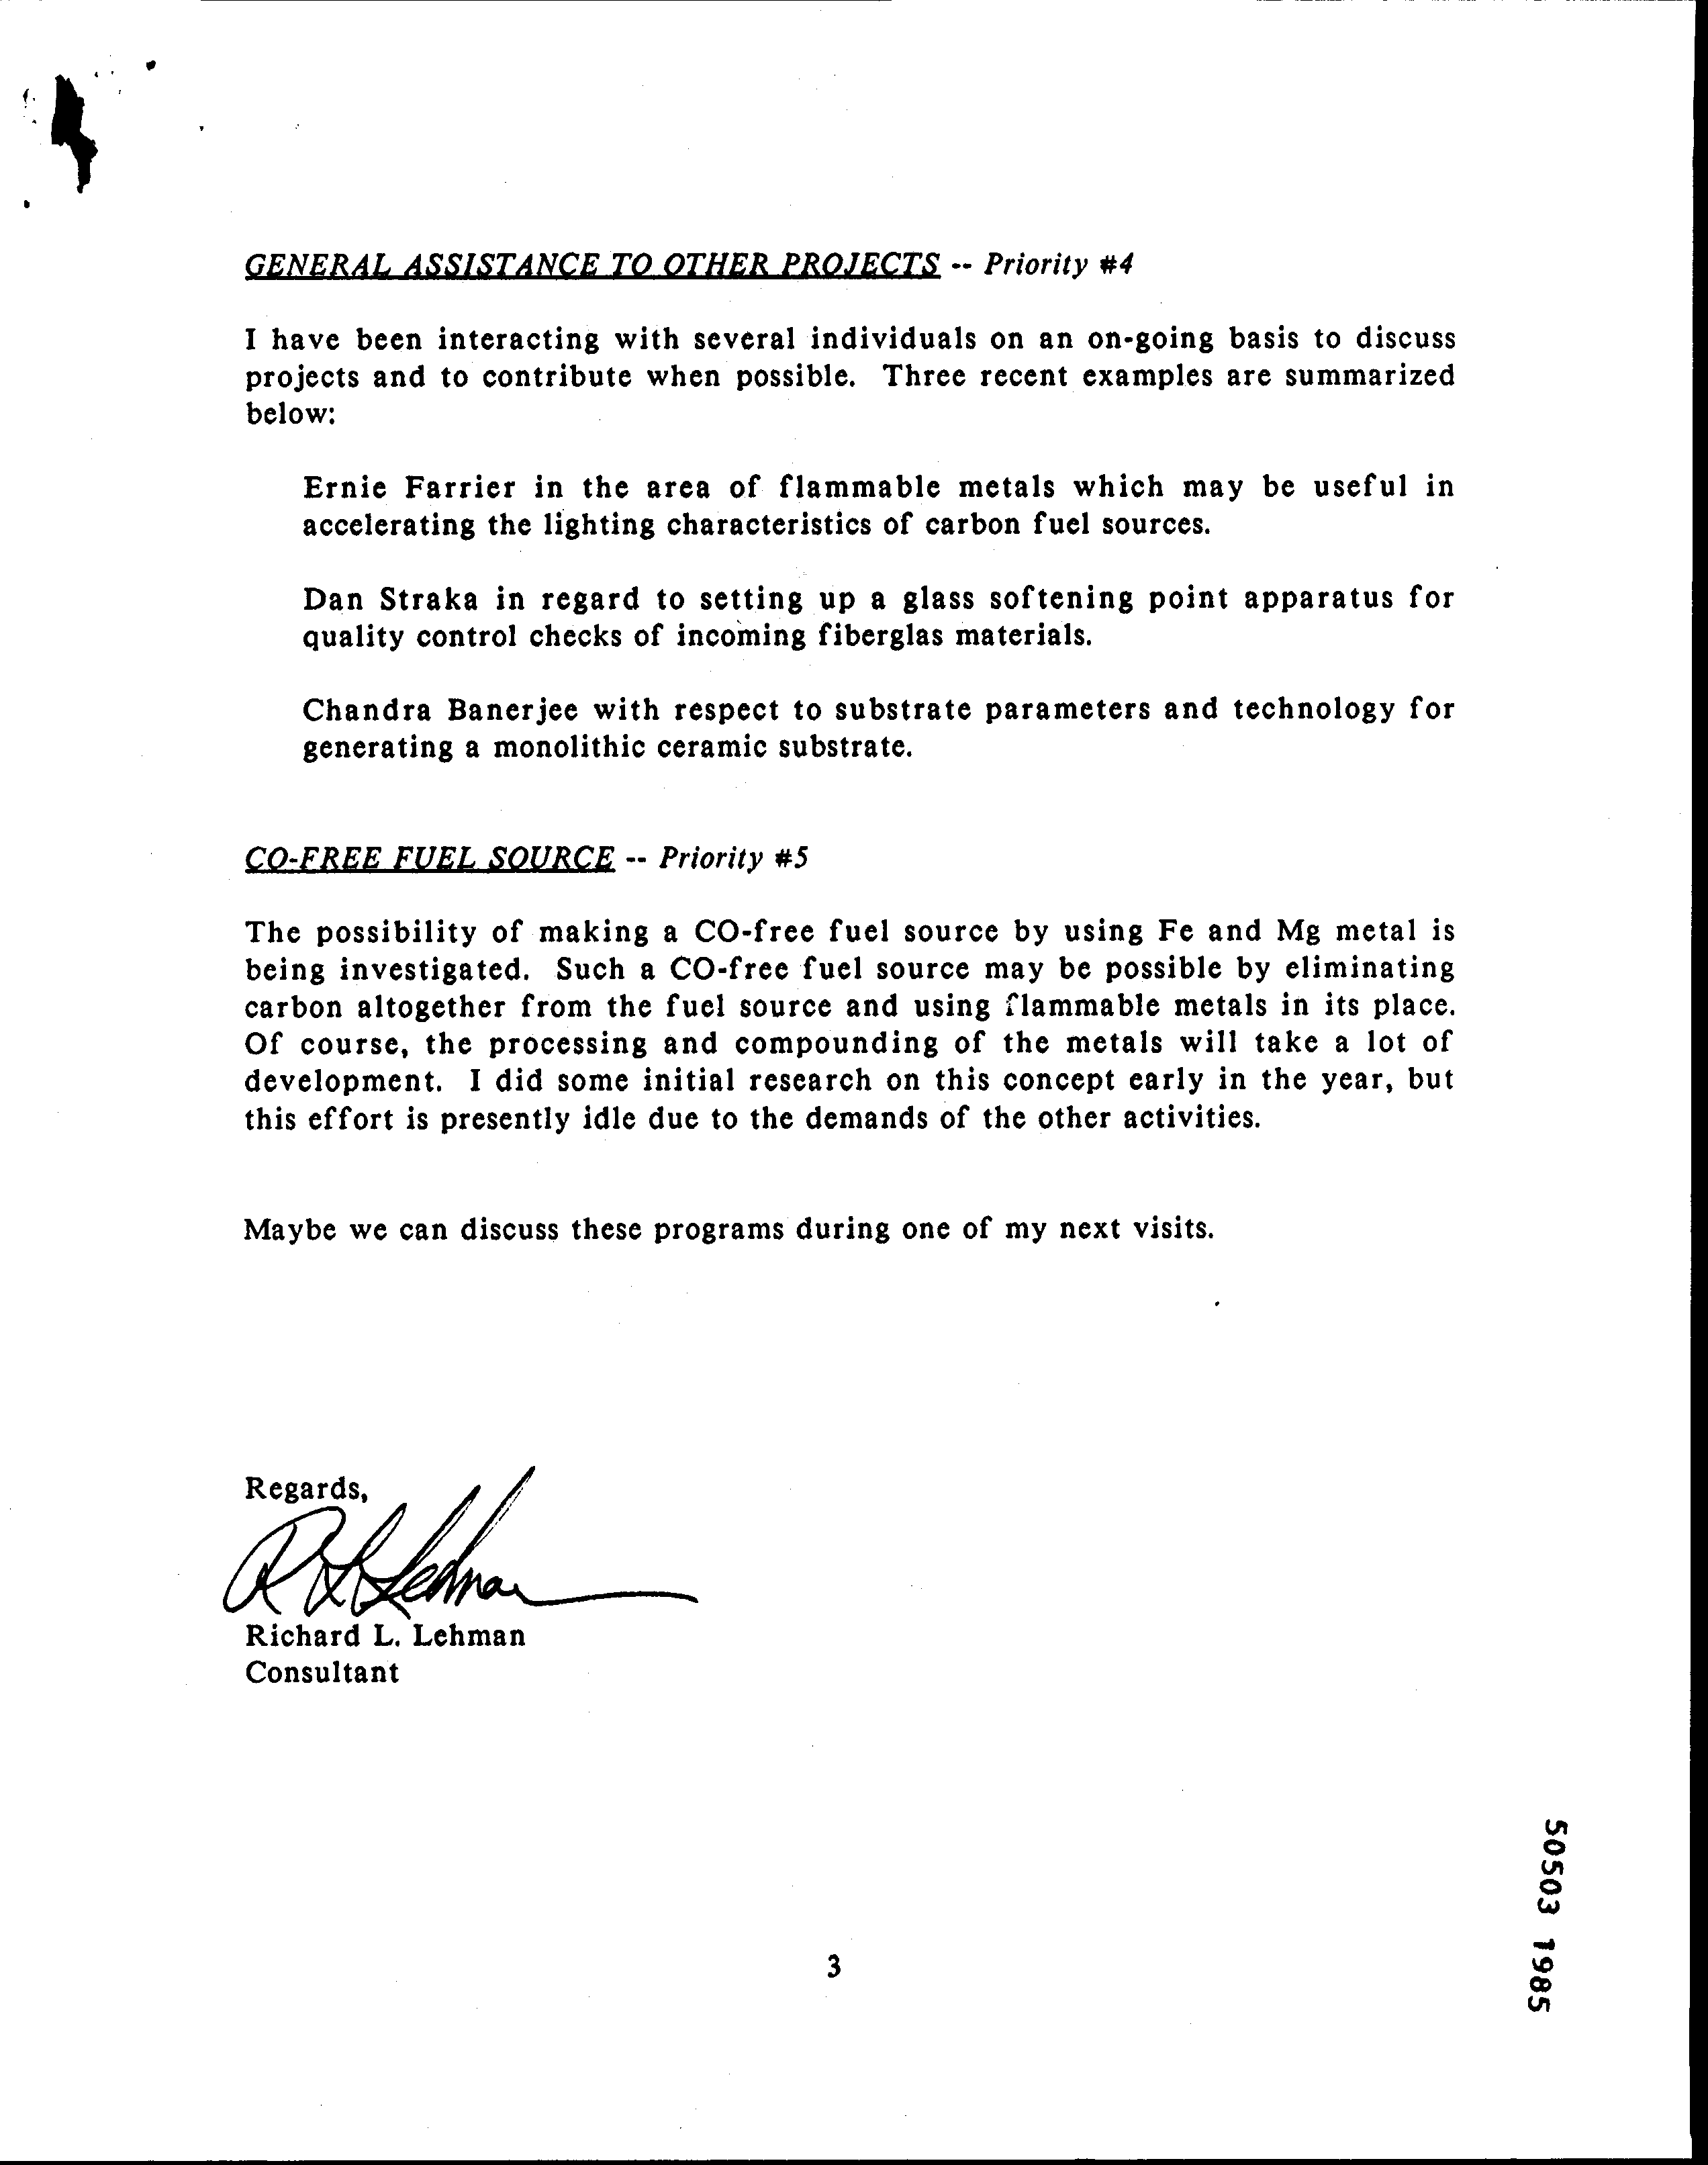 GENERAL ASSISTANCE TO OTHER PROJECTS -- Priority #4
I have been interacting with several individuals on an on-going basis to discuss
projects and to contribute when possible. Three recent examples are summarized
below:
Ernie Farrier in the area of flammable metals which may be useful in
accelerating the lighting characteristics of carbon fuel sources.
Dan Straka in regard to setting up a glass softening point apparatus for
quality control checks of incoming fiberglas materials.
Chandra Banerjee with respect to substrate parameters and technology for
generating a monolithic ceramic substrate.
CO-FREE FUEL SOURCE -- Priority #5
The possibility of making a CO-free fuel source by using Fe and Mg metal is
being investigated. Such a CO-free fuel source may be possible by eliminating
carbon altogether from the fuel source and using flammable metals in its place.
Of course, the processing and compounding of the metals will take a lot of
development. I did some initial research on this concept early in the year, but
this effort is presently idle due to the demands of the other activities.
Maybe we can discuss these programs during one of my next visits.
Regards,
R L Lehman
Richard L. Lehman
Consultant
3
50503 1985